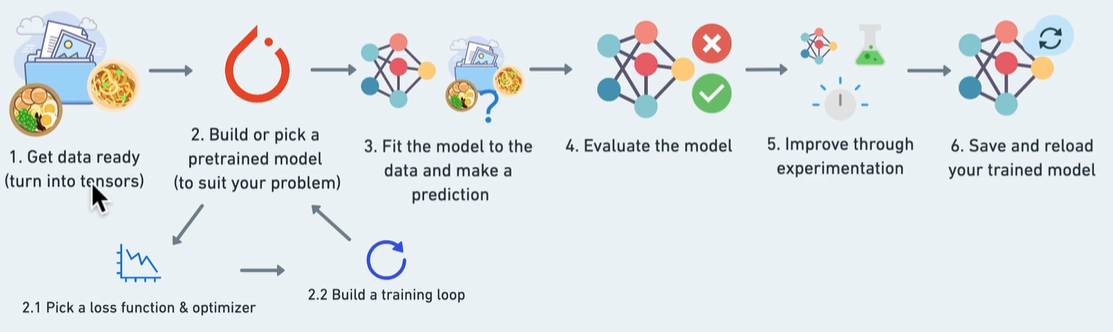 1. Get data ready
(turn into tensors)
2. Build or pick a
pretrained model
(to suit your problem)
3. Fit the model to the
data and make a
prediction
4. Evaluate the model
5. Improve through
experimentation
6. Save and reload
your trained model
2.1 Pick a loss function & optimizer
2.2 Build a training loop